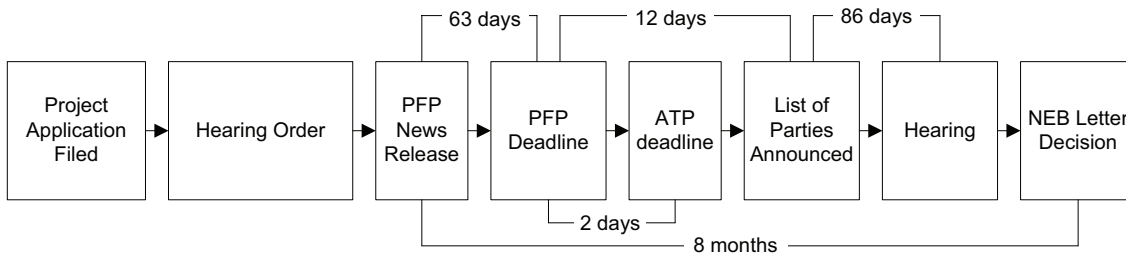 63 days
12 days
86 days
Project
Application
Filed
Hearing Order
PFP
News
Release
PFP
Deadline
ATP
deadline
List of
Parties
Announced
Hearing
NEB Letter
Decision
2 days
8 months